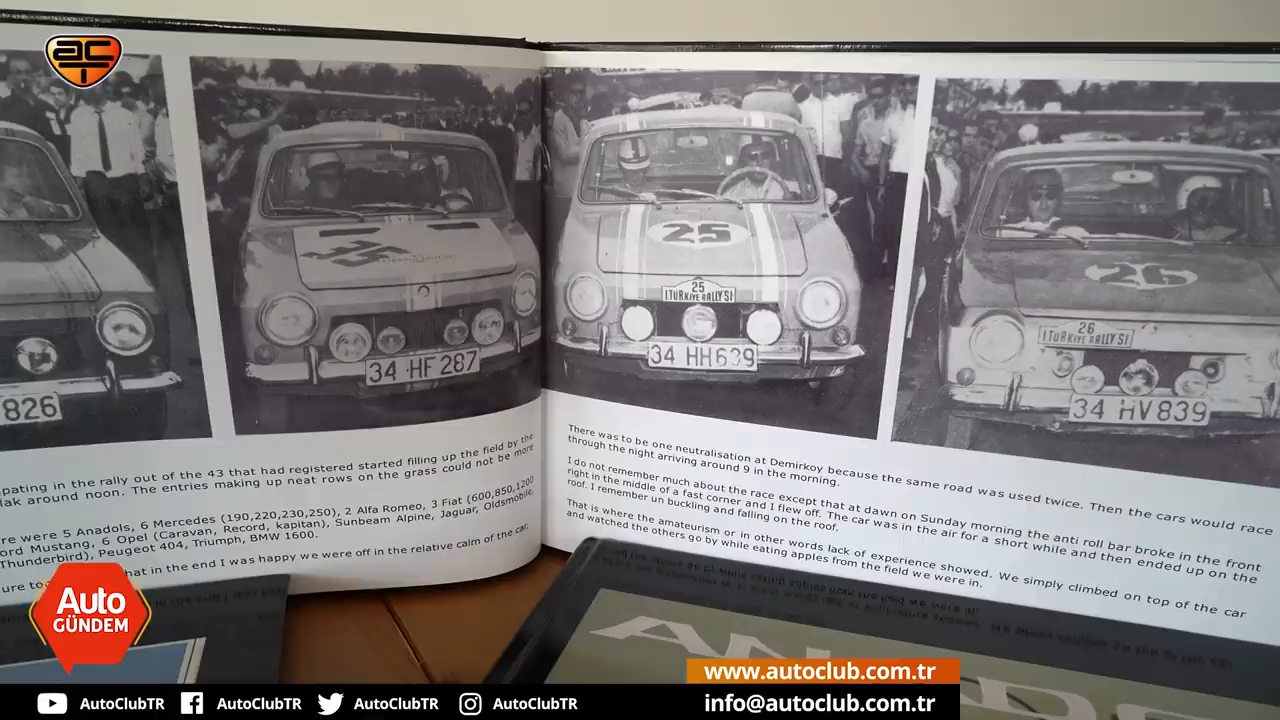 act
826
34 HF 287
25
25
I.TÜRKİYE RALLYSI
34 HH 639
26
26
I.TÜRKİYE RALLYSI
34 HV 839
pating in the rally out of the 43 that had registered started filling up the field by the
lak around noon. The entries making up neat rows on the grass could not be more
re were 5 Anadols, 6 Mercedes (190,220,230,250), 2 Alfa Romeo, 3 Fiat (600,850,1200
ord Mustang, 6 Opel (Caravan, Record, kapitan), Sunbeam Alpine, Jaguar, Oldsmobile,
Thunderbird), Peugeot 404, Triumph, BMW 1600.
ure to that in the end I was happy we were off in the relative calm of the car,
There was to be one neutralisation at Demirkoy because the same road was used twice. Then the cars would race
through the night arriving around 9 in the morning.
I do not remember much about the race except that at dawn on Sunday morning the anti roll bar broke in the front
right in the middle of a fast corner and I flew off. The car was in the air for a short while and then ended up on the
roof. I remember un buckling and falling on the roof.
That is where the amateurism or in other words lack of experience showed. We simply climbed on top of the car
and watched the others go by while eating apples from the field we were in.
Auto
GÜNDEM
www.autoclub.com.tr
AutoClubTR
AutoClubTR
AutoClubTR
AutoClubTR
info@autoclub.com.tr